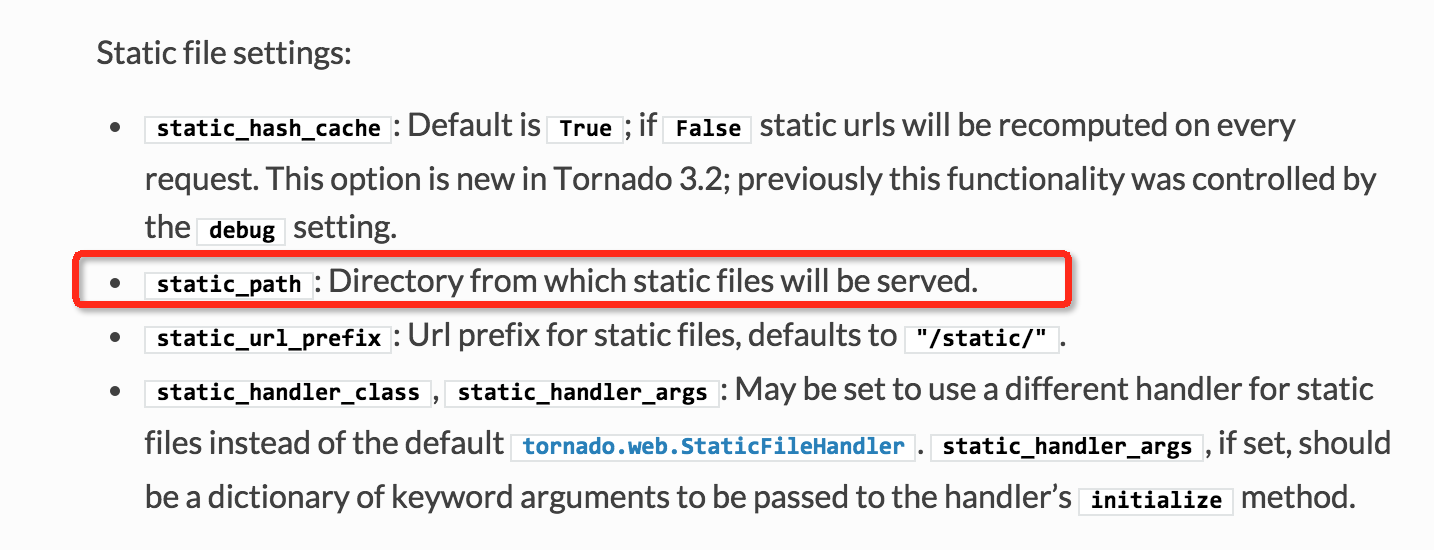 Static file settings:
• static_hash_cache: Default is True; if False static urls will be recomputed on every
request. This option is new in Tornado 3.2; previously this functionality was controlled by
the debug setting.
• static_path: Directory from which static files will be served.
• static_url_prefix: Url prefix for static files, defaults to "/static/".
• static_handler_class, static_handler_args: May be set to use a different handler for static
files instead of the default tornado.web.StaticFileHandler. static_handler_args, if set, should
be a dictionary of keyword arguments to be passed to the handler’s initialize method.